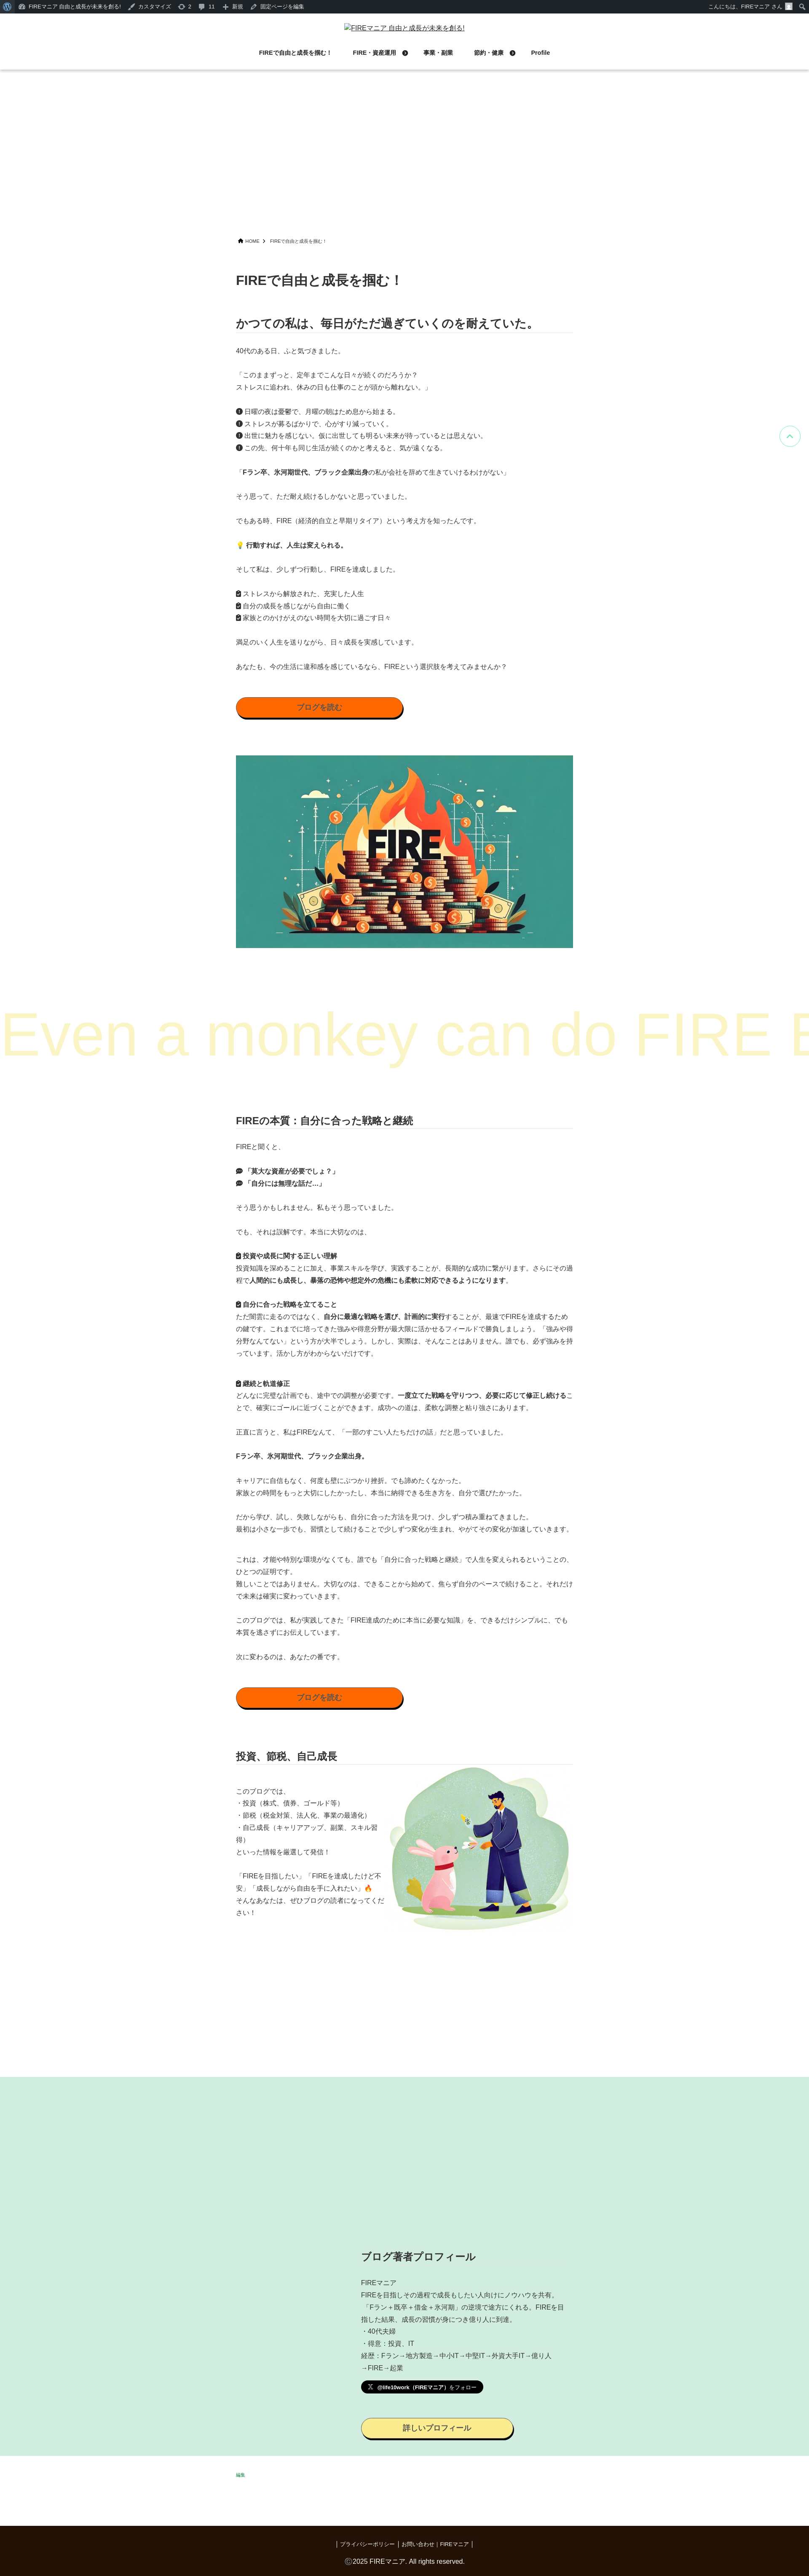 FIREマニア 自由と成長が未来を創る! カスタマイズ 2 11 新規 固定ページを編集 こんにちは、FIREマニア さん
FIREマニア 自由と成長が未来を創る!
FIREで自由と成長を掴む！ FIRE・資産運用 事業・副業 節約・健康 Profile
HOME FIREで自由と成長を掴む！
FIREで自由と成長を掴む！
かつての私は、毎日がただ過ぎていくのを耐えていた。
40代のある日、ふと気づきました。
「このままずっと、定年までこんな日々が続くのだろうか？
ストレスに追われ、休みの日も仕事のことが頭から離れない。」
日曜の夜は憂鬱で、月曜の朝はため息から始まる。
ストレスが募るばかりで、心がすり減っていく。
出世に魅力を感じない。仮に出世しても明るい未来が待っているとは思えない。
この先、何十年も同じ生活が続くのかと考えると、気が遠くなる。
「Fラン卒、氷河期世代、ブラック企業出身の私が会社を辞めて生きていけるわけがない」
そう思って、ただ耐え続けるしかないと思っていました。
でもある時、FIRE（経済的自立と早期リタイア）という考え方を知ったんです。
💡 行動すれば、人生は変えられる。
そして私は、少しずつ行動し、FIREを達成しました。
ストレスから解放された、充実した人生
自分の成長を感じながら自由に働く
家族とのかけがえのない時間を大切に過ごす日々
満足のいく人生を送りながら、日々成長を実感しています。
あなたも、今の生活に違和感を感じているなら、FIREという選択肢を考えてみませんか？
ブログを読む
FIRE
Even a monkey can do FIRE E
FIREの本質：自分に合った戦略と継続
FIREと聞くと、
「莫大な資産が必要でしょ？」
「自分には無理な話だ…」
そう思うかもしれません。私もそう思っていました。
でも、それは誤解です。本当に大切なのは、
投資や成長に関する正しい理解
投資知識を深めることに加え、事業スキルを学び、実践することが、長期的な成功に繋がります。さらにその過
程で人間的にも成長し、暴落の恐怖や想定外の危機にも柔軟に対応できるようになります。
自分に合った戦略を立てること
ただ闇雲に走るのではなく、自分に最適な戦略を選び、計画的に実行することが、最速でFIREを達成するため
の鍵です。これまでに培ってきた強みや得意分野が最大限に活かせるフィールドで勝負しましょう。「強みや得
分野なんてない」という方が大半でしょう。しかし、実際は、そんなことはありません。誰でも、必ず強みを持
っています。活かし方がわからないだけです。
継続と軌道修正
どんなに完璧な計画でも、途中での調整が必要です。一度立てた戦略を守りつつ、必要に応じて修正し続けるこ
とで、確実にゴールに近づくことができます。成功への道は、柔軟な調整と粘り強さにあります。
正直に言うと、私はFIREなんて、「一部のすごい人たちだけの話」だと思っていました。
Fラン卒、氷河期世代、ブラック企業出身。
キャリアに自信もなく、何度も壁にぶつかり挫折。でも諦めたくなかった。
家族との時間をもっと大切にしたかったし、本当に納得できる生き方を、自分で選びたかった。
だから学び、試し、失敗しながらも、自分に合った方法を見つけ、少しずつ積み重ねてきました。
最初は小さな一歩でも、習慣として続けることで少しずつ変化が生まれ、やがてその変化が加速していきます。
これは、才能や特別な環境がなくても、誰でも「自分に合った戦略と継続」で人生を変えられるということの、
ひとつの証明です。
難しいことではありません。大切なのは、できることから始めて、焦らず自分のペースで続けること。それだけ
で未来は確実に変わっていきます。
このブログでは、私が実践してきた「FIRE達成のために本当に必要な知識」を、できるだけシンプルに、でも
本質を逃さずにお伝えしています。
次に変わるのは、あなたの番です。
ブログを読む
投資、節税、自己成長
このブログでは、
・投資（株式、債券、ゴールド等）
・節税（税金対策、法人化、事業の最適化）
・自己成長（キャリアアップ、副業、スキル習
得）
といった情報を厳選して発信！
「FIREを目指したい」「FIREを達成したけど不
安」「成長しながら自由を手に入れたい」🔥
そんなあなたは、ぜひブログの読者になってくだ
さい！
ブログ著者プロフィール
FIREマニア
FIREを目指しその過程で成長もしたい人向けにノウハウを共有。
「Fラン＋既卒＋借金＋氷河期」の逆境で途方にくれる。FIREを目
指した結果、成長の習慣が身につき億り人に到達。
・40代夫婦
・得意：投資、IT
経歴：Fラン→地方製造→中小IT→中堅IT→外資大手IT→億り人
→FIRE→起業
@life10work（FIREマニア）をフォロー
詳しいプロフィール
編集
│ プライバシーポリシー │ お問い合わせ｜FIREマニア │
©2025 FIREマニア. All rights reserved.